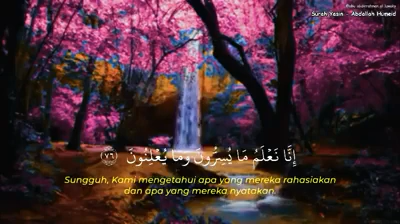 Surah Yasin - Abdallah Humeid
إِنَّا نَعْلَمُ مَا يُسِرُّونَ وَمَا يُعْلِنُونَ ﴿٧٦﴾
Sungguh, Kami mengetahui apa yang mereka rahasiakan
dan apa yang mereka nyatakan.